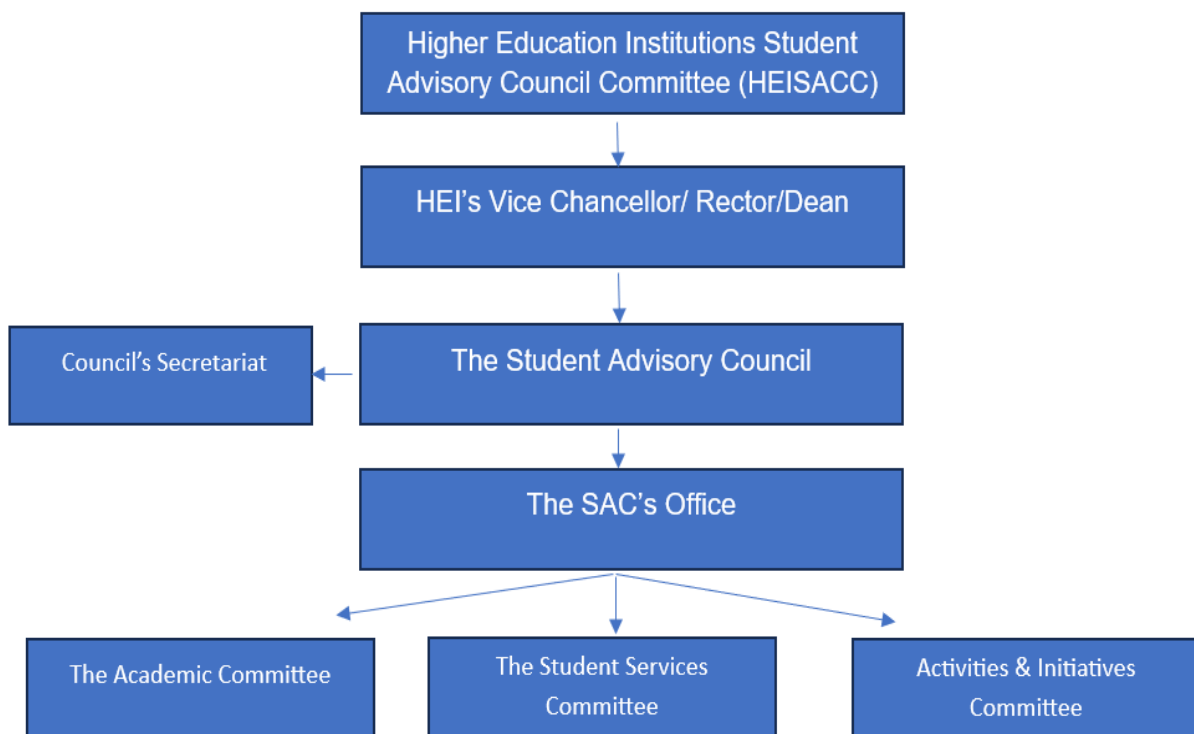 Higher Education Institutions Student
Advisory Council Committee (HEISACC)
HEI's Vice Chancellor/ Rector/Dean
Council's Secretariat
The Student Advisory Council
The SAC's Office
The Academic Committee
The Student Services
Committee
Activities & Initiatives
Committee